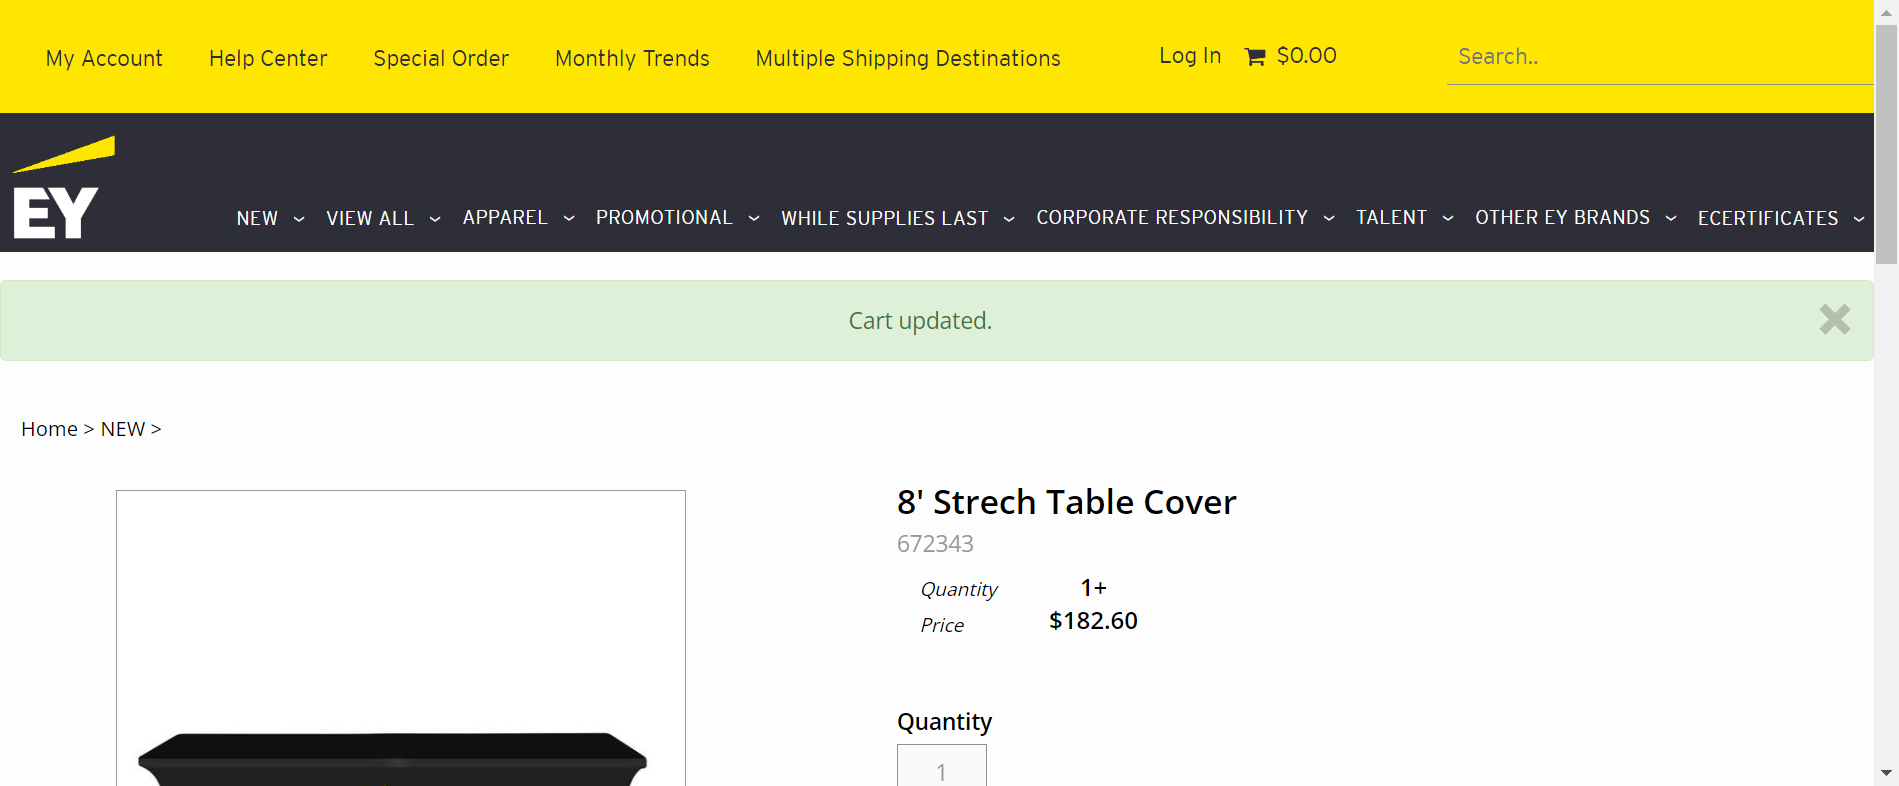 My Account Help Center Special Order Monthly Trends Multiple Shipping Destinations Log In $0.00 Search..
EY
NEW VIEW ALL APPAREL PROMOTIONAL WHILE SUPPLIES LAST CORPORATE RESPONSIBILITY TALENT OTHER EY BRANDS ECERTIFICATES
Cart updated.
Home > NEW >
8' Strech Table Cover
672343
Quantity 1+
Price $182.60
Quantity
1